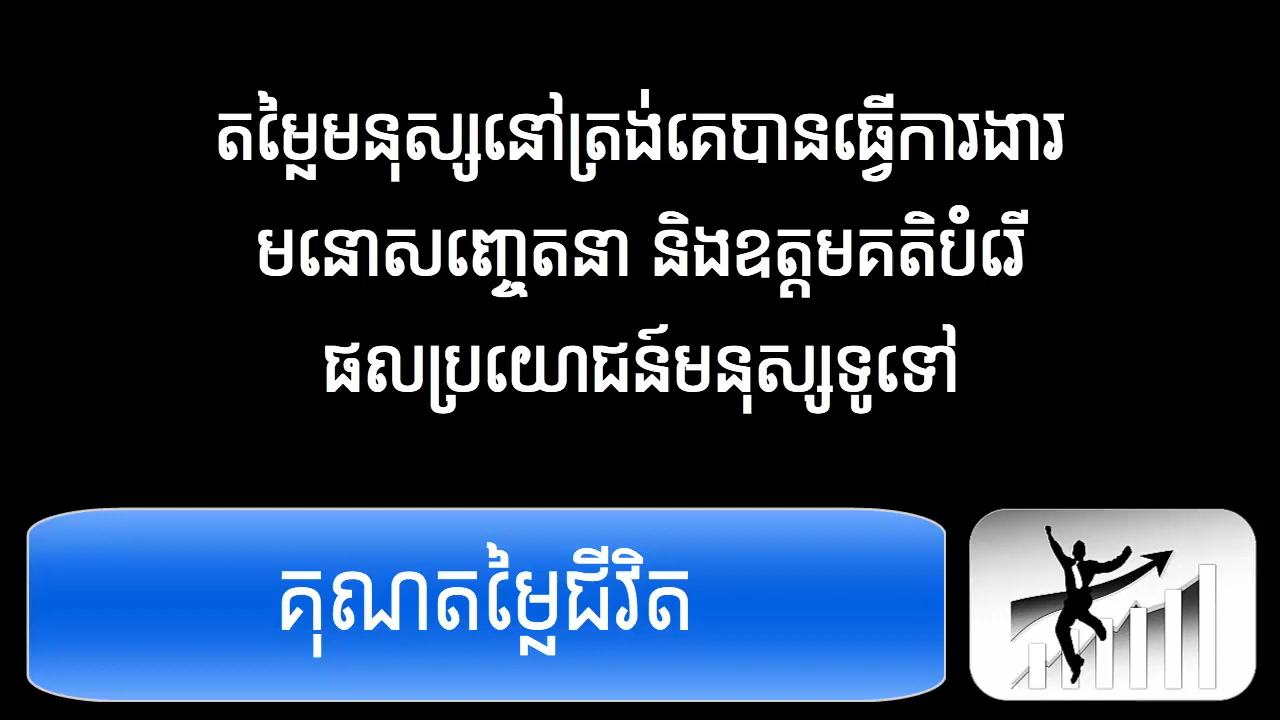 តម្លៃមនុស្សនៅត្រង់គេបានធ្វើការងារ
មនោសញ្ចេតនា និងឧត្តមគតិបំរើ
ផលប្រយោជន៍មនុស្សទូទៅ
គុណតម្លៃជីវិត